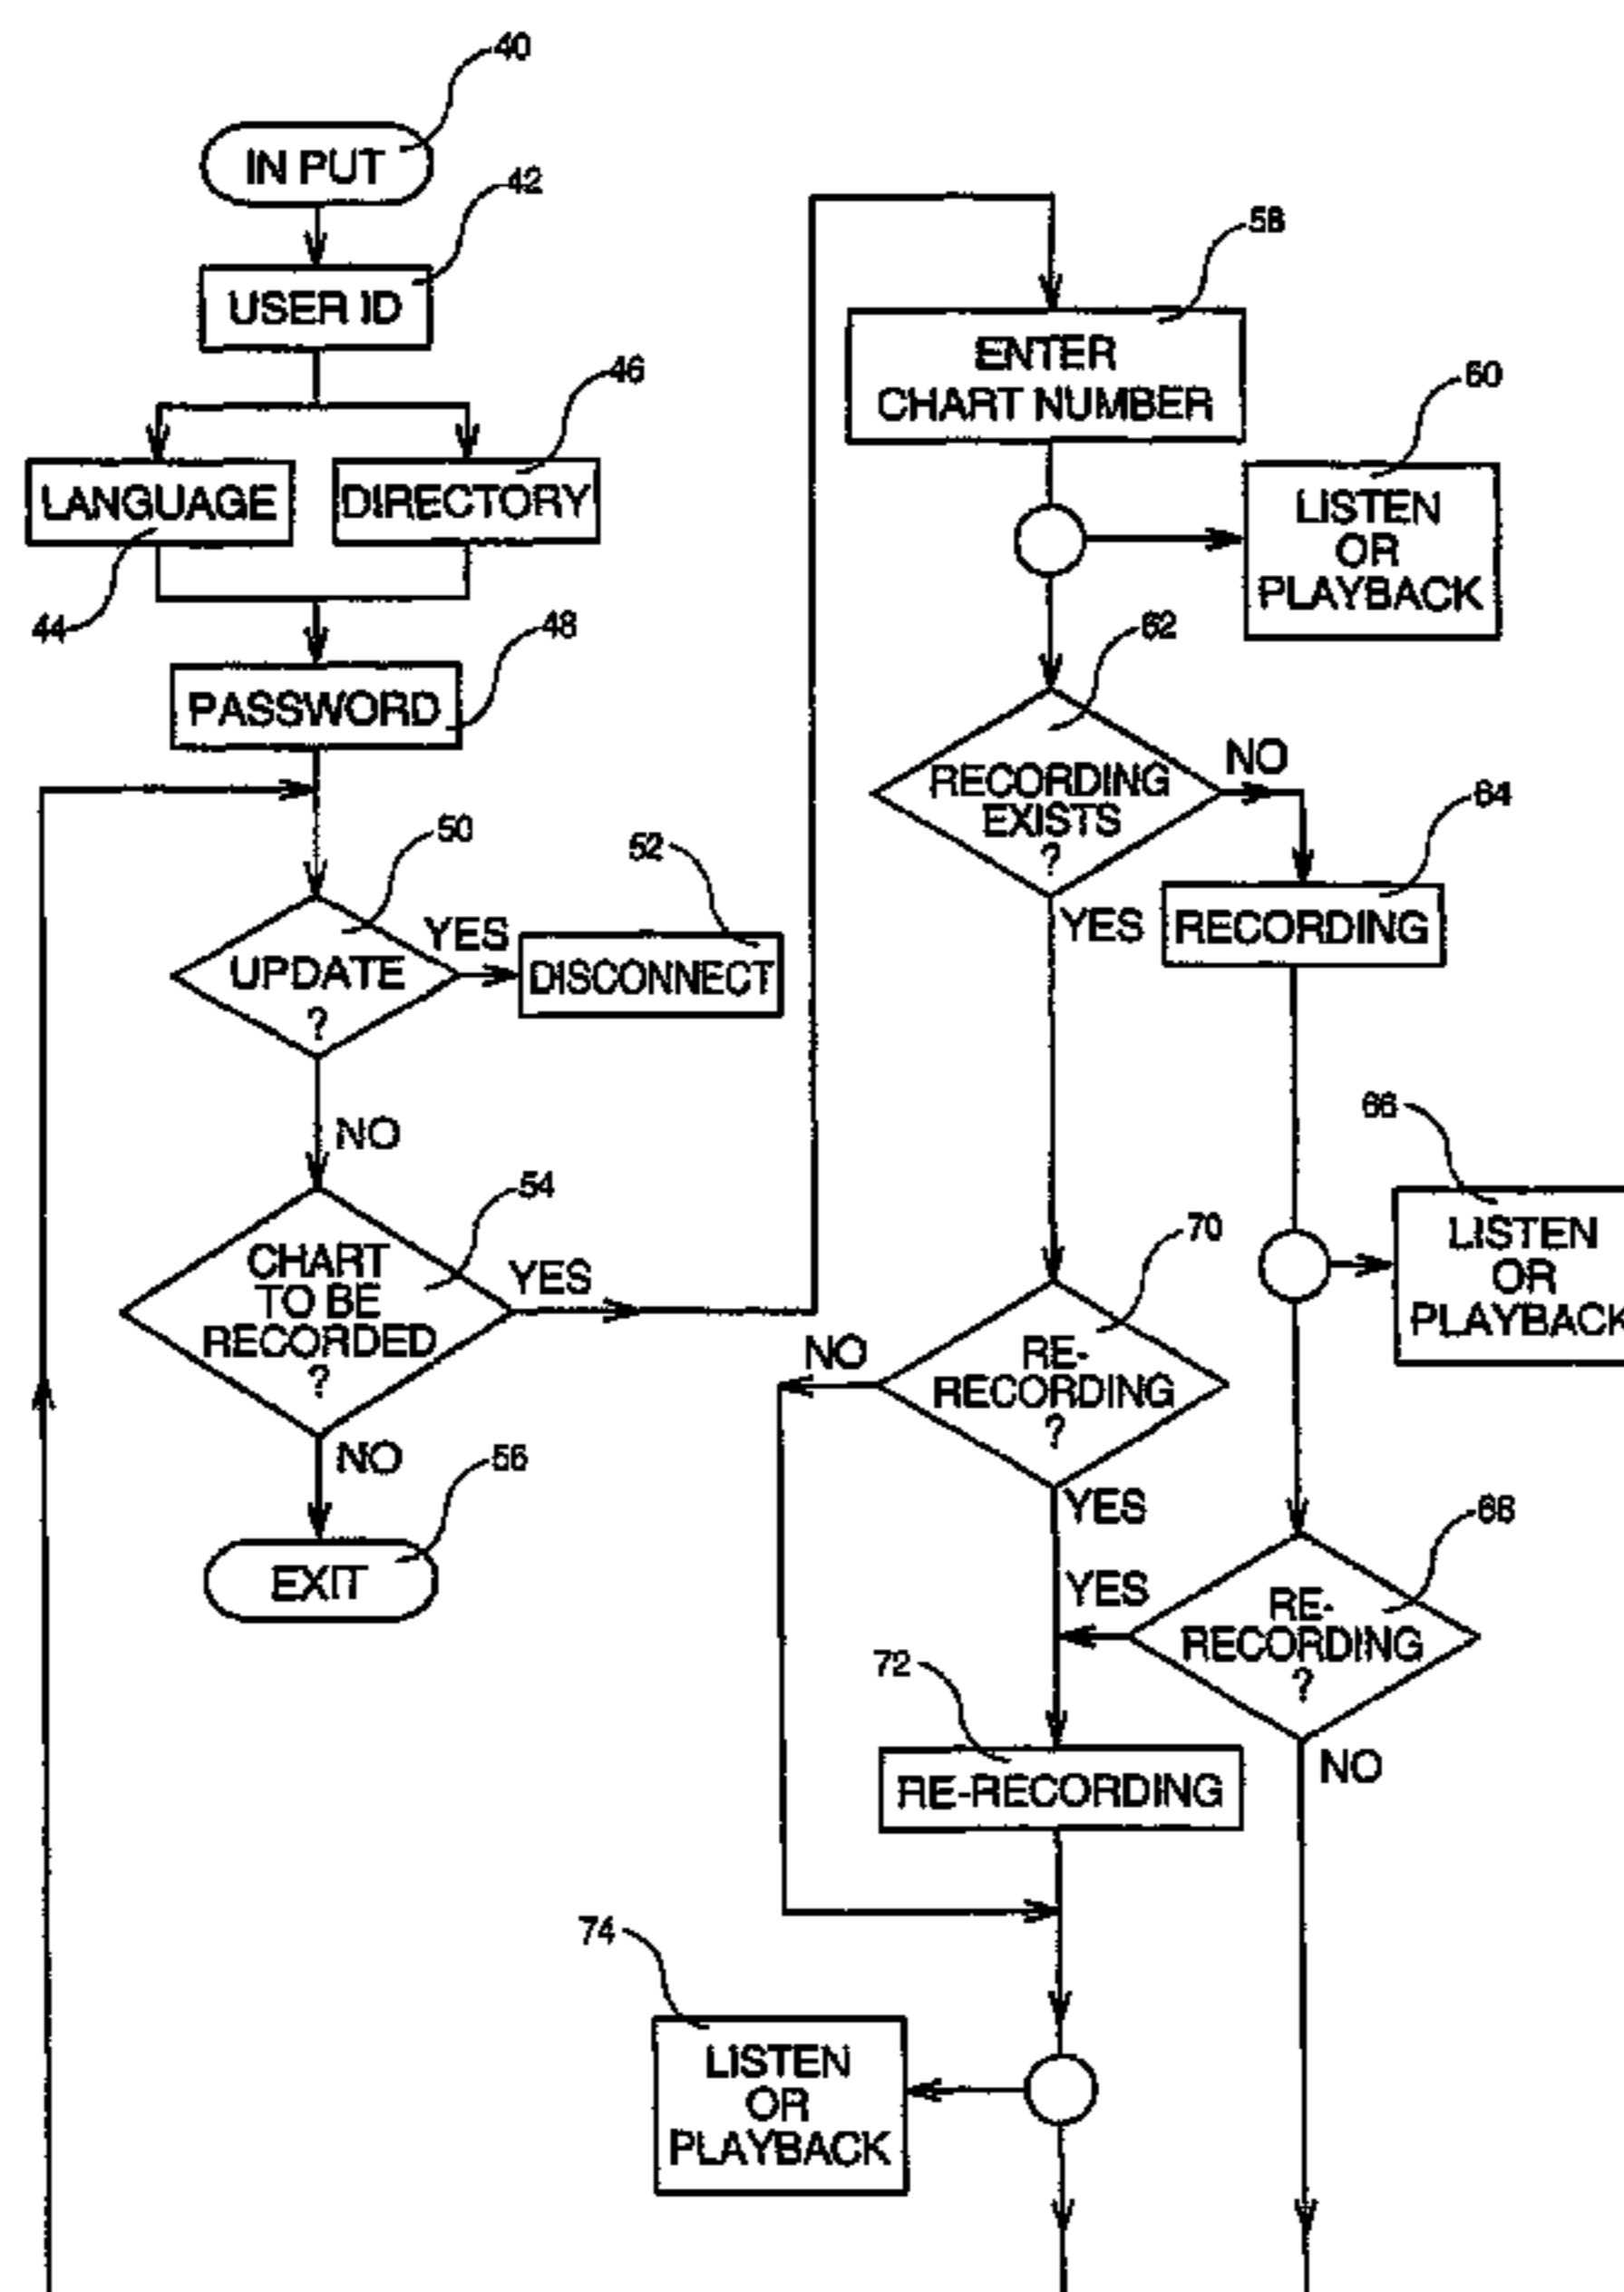 40
IN PUT
42
USER ID
46
LANGUAGE
DIRECTORY
44
48
PASSWORD
50
52
YES
UPDATE
?
DISCONNECT
NO
54
CHART
TO BE
RECORDED
?
YES
NO
56
EXIT
58
ENTER
CHART NUMBER
60
LISTEN
OR
PLAYBACK
62
RECORDING
EXISTS
?
NO
64
YES
RECORDING
66
LISTEN
OR
PLAYBACK
70
NO
RE-
RECORDING
?
YES
68
YES
RE-
RECORDING
?
72
NO
RE-RECORDING
74
LISTEN
OR
PLAYBACK